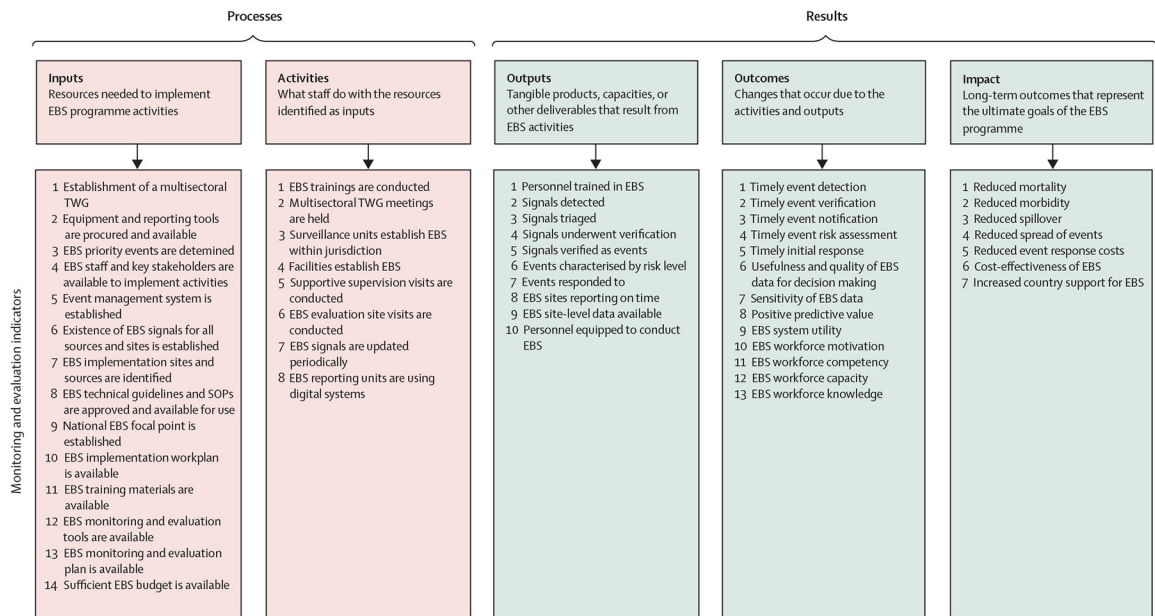 Processes
Results
Inputs
Resources needed to implement
EBS programme activities
Activities
What staff do with the resources
identified as inputs
Outputs
Tangible products, capacities, or
other deliverables that result from
EBS activities
Outcomes
Changes that occur due to the
activities and outputs
Impact
Long-term outcomes that represent
the ultimate goals of the EBS
programme
Monitoring and evaluation indicators
1 Establishment of a multisectoral
TWG
2 Equipment and reporting tools
are procured and available
3 EBS priority events are detemined
4 EBS staff and key stakeholders are
available to implement activities
5 Event management system is
established
6 Existence of EBS signals for all
sources and sites is established
7 EBS implementation sites and
sources are identified
8 EBS technical guidelines and SOPs
are approved and available for use
9 National EBS focal point is
established
10 EBS implementation workplan
is available
11 EBS training materials are
available
12 EBS monitoring and evaluation
tools are available
13 EBS monitoring and evaluation
plan is available
14 Sufficient EBS budget is available
1 EBS trainings are conducted
2 Multisectoral TWG meetings
are held
3 Surveillance units establish EBS
within jurisdiction
4 Facilities establish EBS
5 Supportive supervision visits are
conducted
6 EBS evaluation site visits are
conducted
7 EBS signals are updated
periodically
8 EBS reporting units are using
digital systems
1 Personnel trained in EBS
2 Signals detected
3 Signals triaged
4 Signals underwent verification
5 Signals verified as events
6 Events characterised by risk level
7 Events responded to
8 EBS sites reporting on time
9 EBS site-level data available
10 Personnel equipped to conduct
EBS
1 Timely event detection
2 Timely event verification
3 Timely event notification
4 Timely event risk assessment
5 Timely initial response
6 Usefulness and quality of EBS
data for decision making
7 Sensitivity of EBS data
8 Positive predictive value
9 EBS system utility
10 EBS workforce motivation
11 EBS workforce competency
12 EBS workforce capacity
13 EBS workforce knowledge
1 Reduced mortality
2 Reduced morbidity
3 Reduced spillover
4 Reduced spread of events
5 Reduced event response costs
6 Cost-effectiveness of EBS
7 Increased country support for EBS